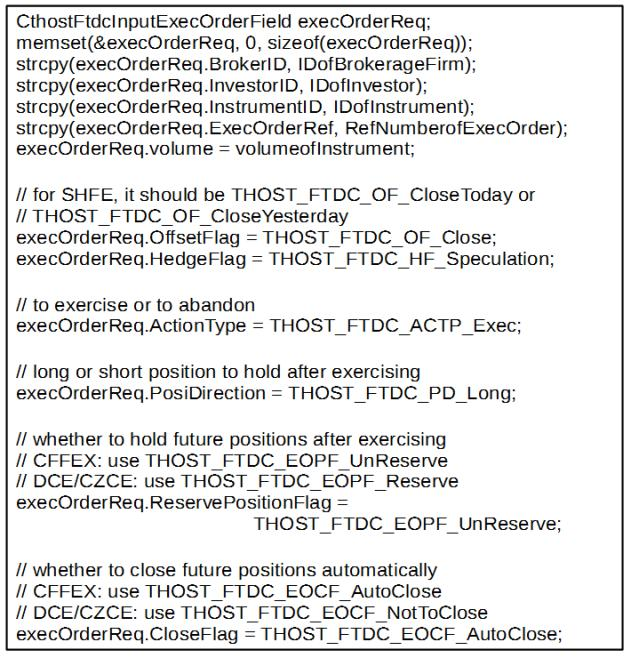 CthostFtdcInputExecOrderField execOrderReq;
memset(&execOrderReq, 0, sizeof(execOrderReq));
strcpy(execOrderReq.BrokerID, IDofBrokerageFirm);
strcpy(execOrderReq.InvestorID, IDofInvestor);
strcpy(execOrderReq.InstrumentID, IDofInstrument);
strcpy(execOrderReq.ExecOrderRef, RefNumberofExecOrder);
execOrderReq.volume = volumeofInstrument;
// for SHFE, it should be THOST_FTDC_OF_CloseToday or
// THOST_FTDC_OF_CloseYesterday
execOrderReq.OffsetFlag = THOST_FTDC_OF_Close;
execOrderReq.HedgeFlag = THOST_FTDC_HF_Speculation;
// to exercise or to abandon
execOrderReq.ActionType = THOST_FTDC_ACTP_Exec;
// long or short position to hold after exercising
execOrderReq.PosiDirection = THOST_FTDC_PD_Long;
// whether to hold future positions after exercising
// CFFEX: use THOST_FTDC_EOPF_UnReserve
// DCE/CZCE: use THOST_FTDC_EOPF_Reserve
execOrderReq.ReservePositionFlag =
THOST_FTDC_EOPF_UnReserve;
// whether to close future positions automatically
// CFFEX: use THOST_FTDC_EOCF_AutoClose
// DCE/CZCE: use THOST_FTDC_EOCF_NotToClose
execOrderReq.CloseFlag = THOST_FTDC_EOCF_AutoClose;